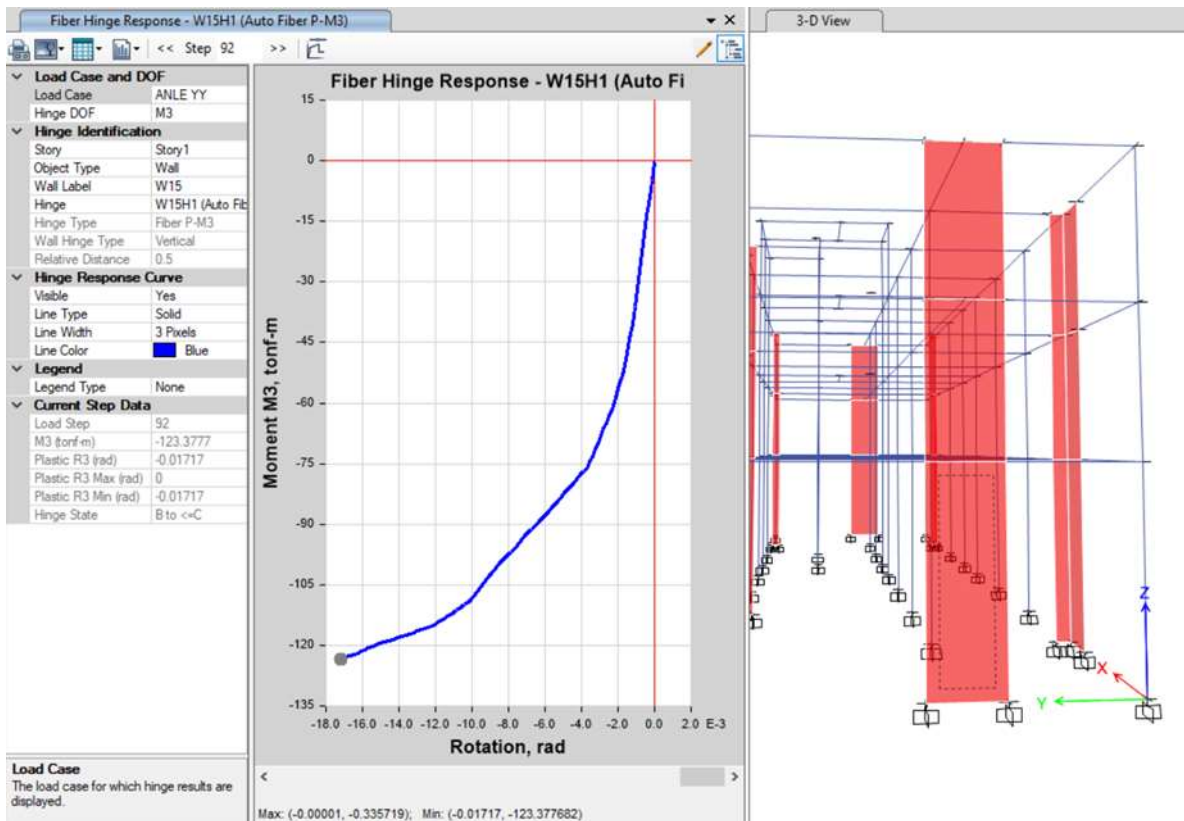 Fiber Hinge Response - W15H1 (Auto Fiber P-M3)
3-D View
<< Step 92 >>
Load Case and DOF
Load Case ANLE YY
Hinge DOF M3
Hinge Identification
Story Story1
Object Type Wall
Wall Label W15
Hinge W15H1 (Auto Fib
Hinge Type Fiber P-M3
Wall Hinge Type Vertical
Relative Distance 0.5
Hinge Response Curve
Visible Yes
Line Type Solid
Line Width 3 Pixels
Line Color Blue
Legend
Legend Type None
Current Step Data
Load Step 92
M3 (tonf-m) -123.3777
Plastic R3 (rad) -0.01717
Plastic R3 Max (rad) 0
Plastic R3 Min (rad) -0.01717
Hinge State B to <=C
Load Case
The load case for which hinge results are
displayed.
Fiber Hinge Response - W15H1 (Auto Fi
Moment M3, tonf-m
15
0
-15
-30
-45
-60
-75
-90
-105
-120
-135
-18.0 -16.0 -14.0 -12.0 -10.0 -8.0 -6.0 -4.0 -2.0 0.0 2.0 E-3
Rotation, rad
< >
Max: (-0.00001, -0.335719); Min: (-0.01717, -123.377682)
Z
X
Y